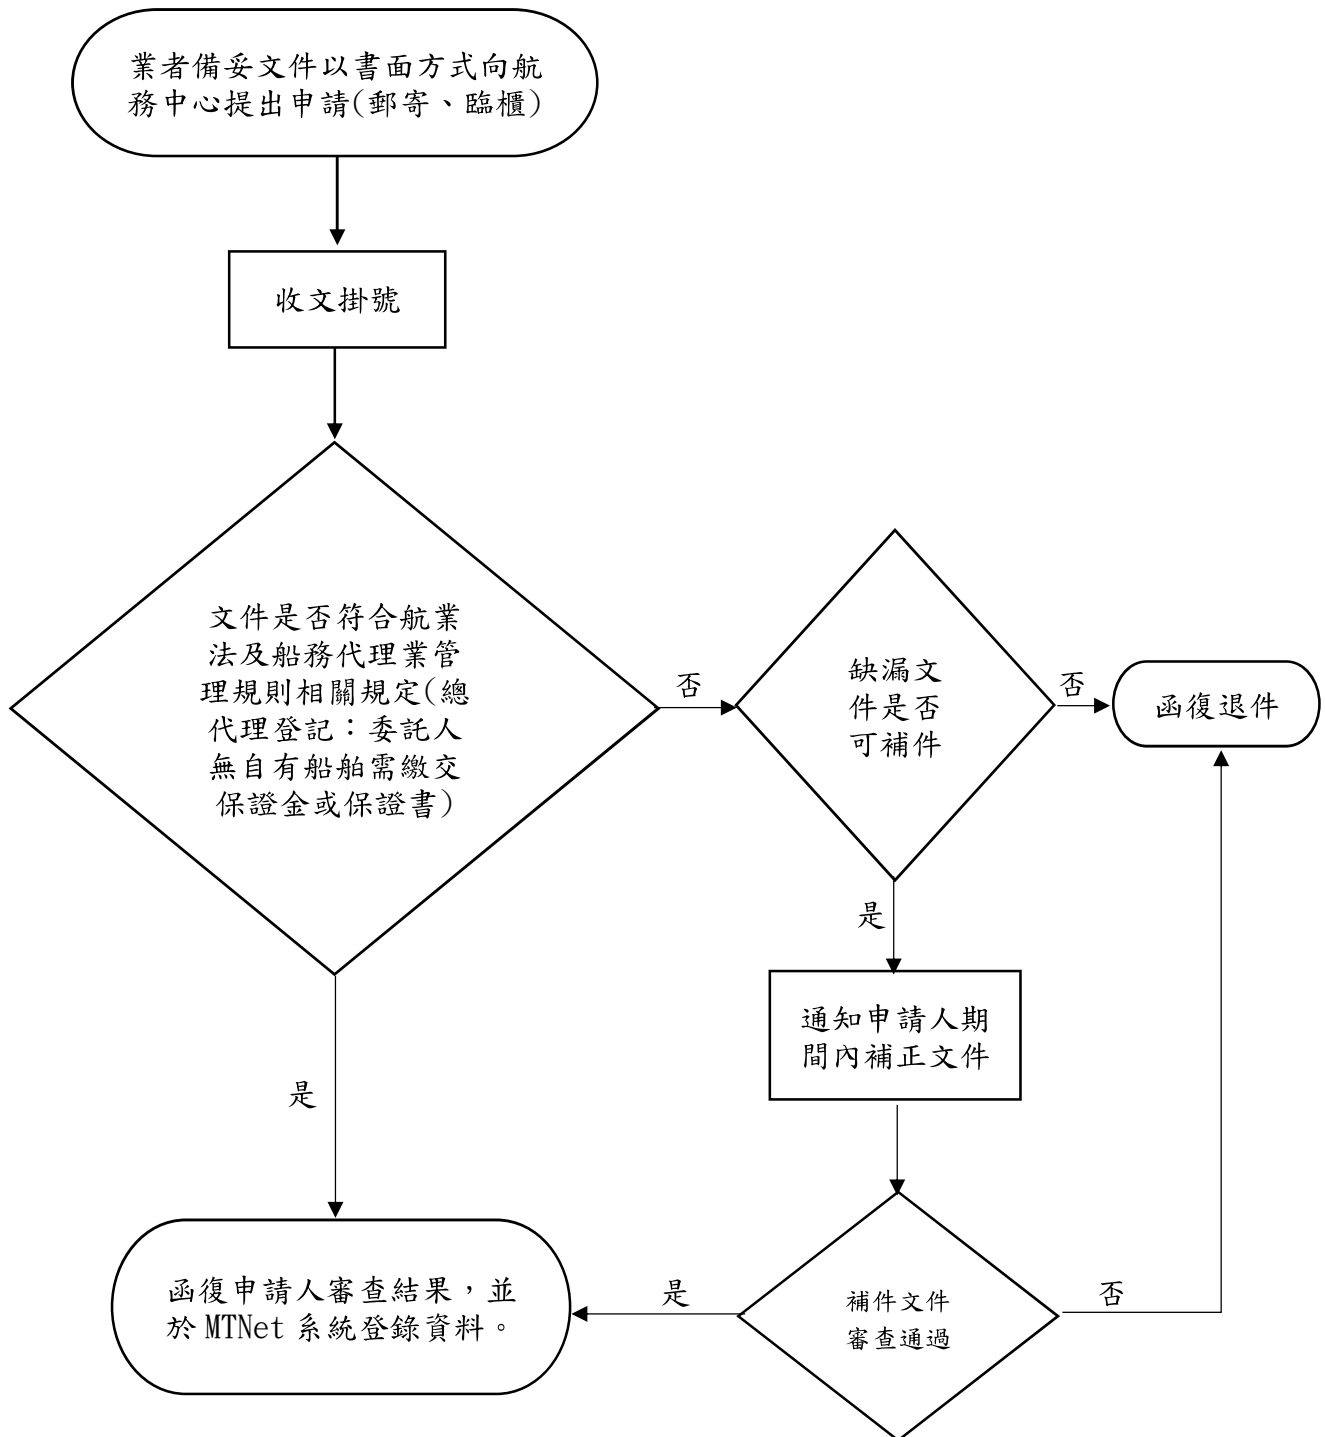 業者備妥文件以書面方式向航
務中心提出申請(郵寄、臨櫃)
收文掛號
文件是否符合航業
法及船務代理業管
理規則相關規定(總
代理登記：委託人
無自有船舶需繳交
保證金或保證書)
否
缺漏文
件是否
可補件
否
函復退件
是
通知申請人期
間內補正文件
是
函復申請人審查結果，並
於 MTNet 系統登錄資料。
是
補件文件
審查通過
否